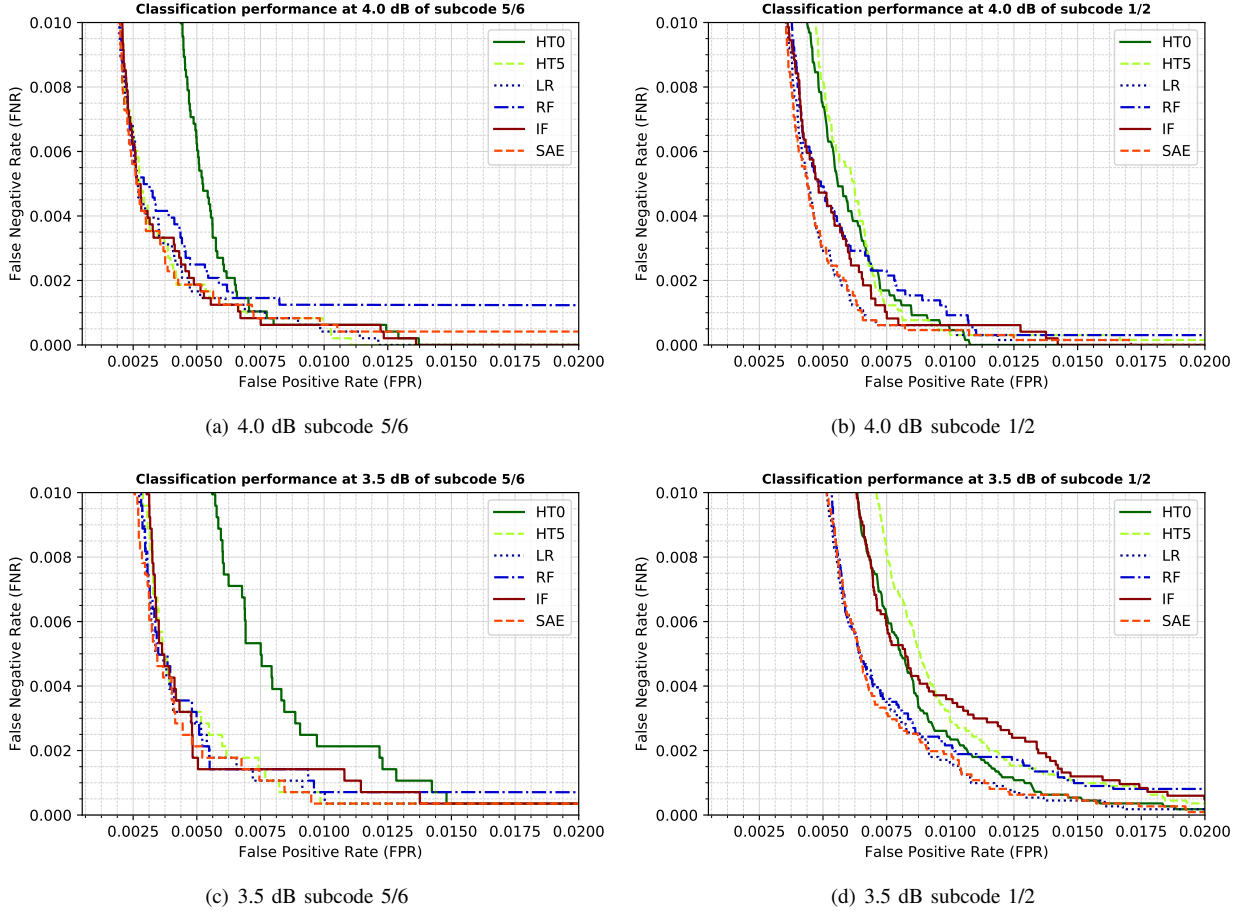 Classification performance at 4.0 dB of subcode 5/6
0.010
0.008
0.006
0.004
0.002
0.000
False Negative Rate (FNR)
HT0
HT5
LR
RF
IF
SAE
0.0025 0.0050 0.0075 0.0100 0.0125 0.0150 0.0175 0.0200
False Positive Rate (FPR)
(a) 4.0 dB subcode 5/6
Classification performance at 4.0 dB of subcode 1/2
0.010
0.008
0.006
0.004
0.002
0.000
False Negative Rate (FNR)
HT0
HT5
LR
RF
IF
SAE
0.0025 0.0050 0.0075 0.0100 0.0125 0.0150 0.0175 0.0200
False Positive Rate (FPR)
(b) 4.0 dB subcode 1/2
Classification performance at 3.5 dB of subcode 5/6
0.010
0.008
0.006
0.004
0.002
0.000
False Negative Rate (FNR)
HT0
HT5
LR
RF
IF
SAE
0.0025 0.0050 0.0075 0.0100 0.0125 0.0150 0.0175 0.0200
False Positive Rate (FPR)
(c) 3.5 dB subcode 5/6
Classification performance at 3.5 dB of subcode 1/2
0.010
0.008
0.006
0.004
0.002
0.000
False Negative Rate (FNR)
HT0
HT5
LR
RF
IF
SAE
0.0025 0.0050 0.0075 0.0100 0.0125 0.0150 0.0175 0.0200
False Positive Rate (FPR)
(d) 3.5 dB subcode 1/2